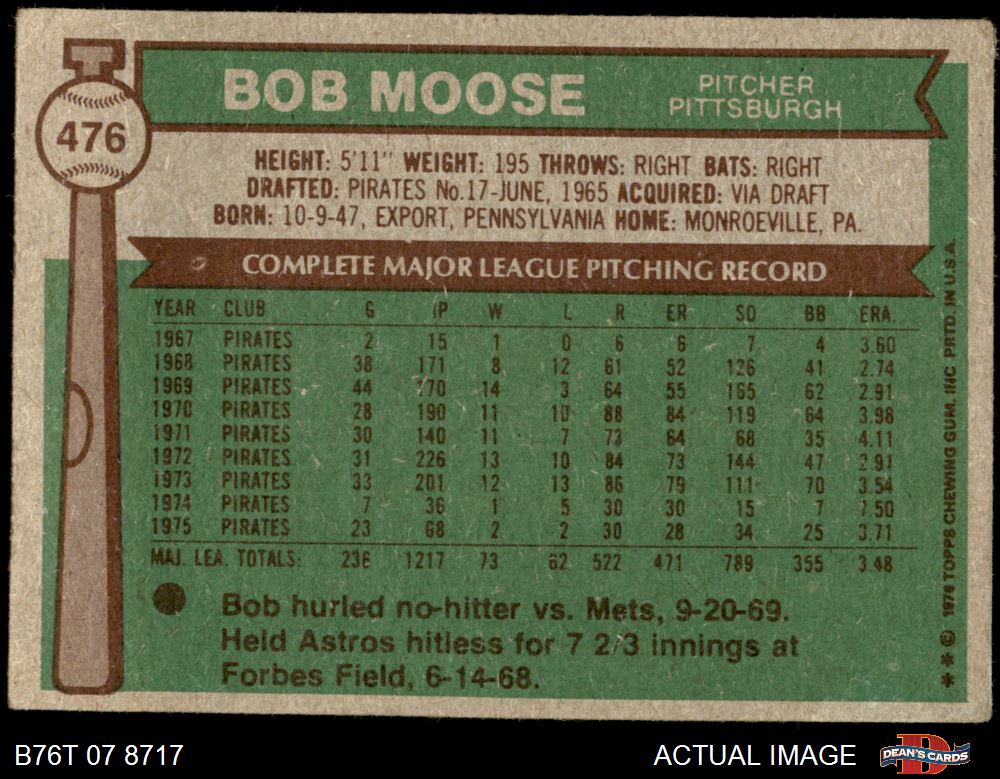 476
BOB MOOSE
PITCHER
PITTSBURGH
HEIGHT: 5'11" WEIGHT: 195 THROWS: RIGHT BATS: RIGHT
DRAFTED: PIRATES No.17-JUNE, 1965 ACQUIRED: VIA DRAFT
BORN: 10-9-47, EXPORT, PENNSYLVANIA HOME: MONROEVILLE, PA.
COMPLETE MAJOR LEAGUE PITCHING RECORD
YEAR CLUB G IP W L R ER SO BB ERA.
1967 PIRATES 2 15 1 0 6 6 7 4 3.60
1968 PIRATES 38 171 8 12 61 52 126 41 2.74
1969 PIRATES 44 170 14 3 64 55 165 62 2.91
1970 PIRATES 28 190 11 10 88 84 119 64 3.98
1971 PIRATES 30 140 11 7 73 64 68 35 4.11
1972 PIRATES 31 226 13 10 84 73 144 47 2.91
1973 PIRATES 33 201 12 13 86 79 111 70 3.54
1974 PIRATES 7 36 1 5 30 30 15 7 7.50
1975 PIRATES 23 68 2 2 30 28 34 25 3.71
MAJ. LEA. TOTALS: 236 1217 73 62 522 471 789 355 3.48
Bob hurled no-hitter vs. Mets, 9-20-69.
Held Astros hitless for 7 2/3 innings at
Forbes Field, 6-14-68.
* * © 1976 TOPPS CHEWING GUM, INC PRTD. IN U.S.A.
B76T 07 8717
ACTUAL IMAGE
D
DEAN'S CARDS